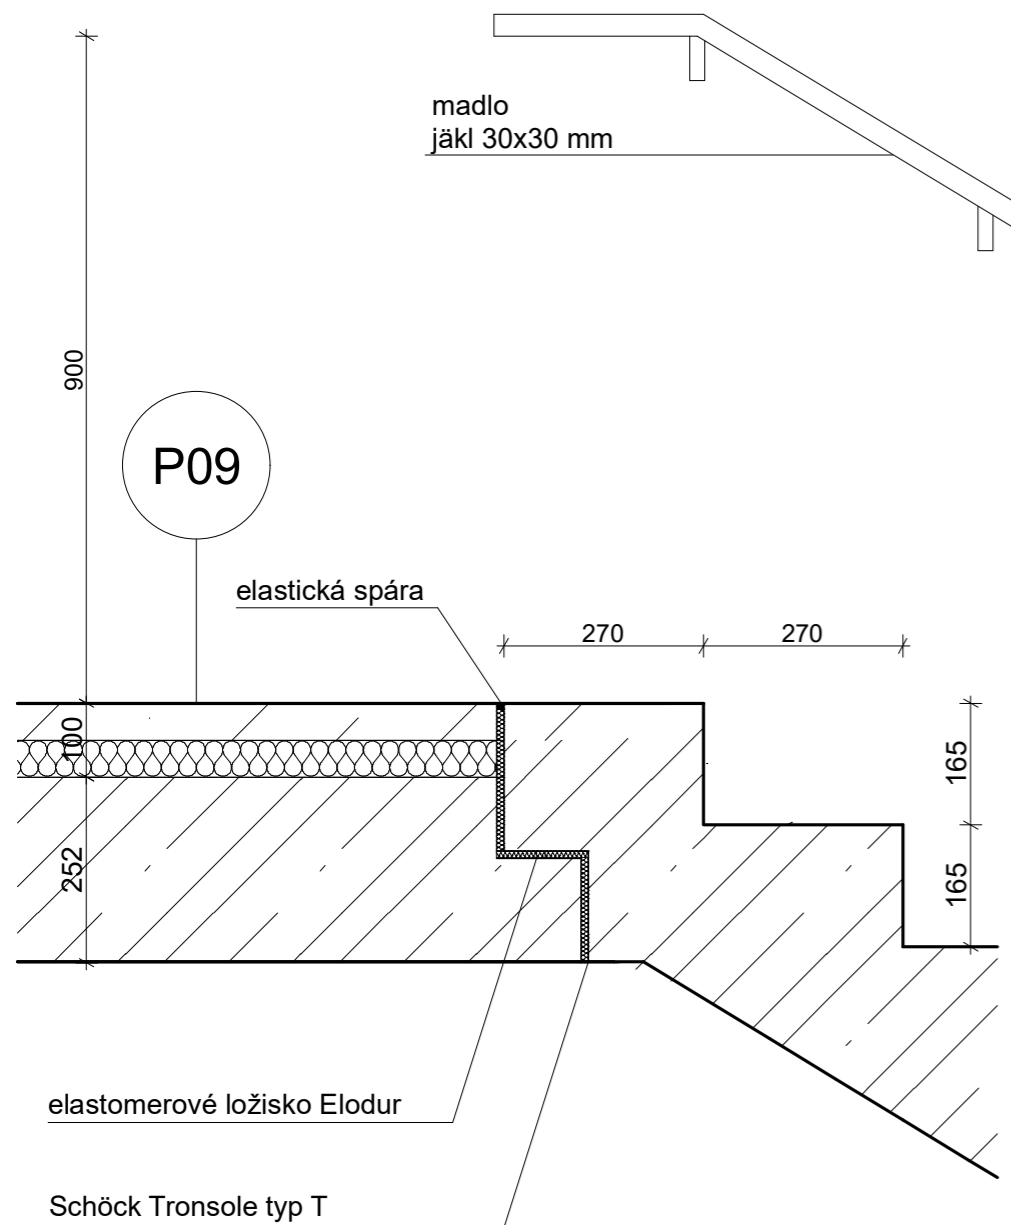 madlo
jäkl 30x30 mm
900
P09
elastická spára
270
270
100
165
252
165
elastomerové ložisko Elodur
Schöck Tronsole typ T